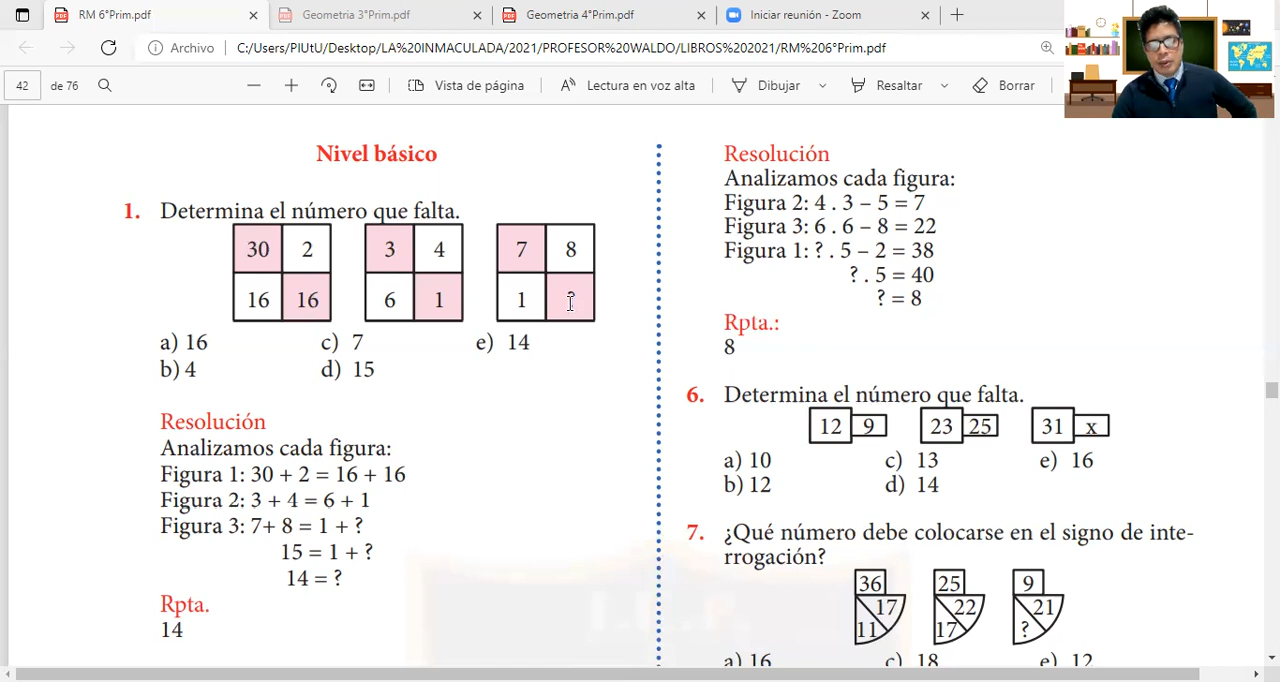 RM 6°Prim.pdf
Geometria 3°Prim.pdf
Geometria 4°Prim.pdf
Iniciar reunión - Zoom
Archivo
C:/Users/PIUtU/Desktop/LA%20INMACULADA/2021/PROFESOR%20WALDO/LIBROS%202021/RM%206°Prim.pdf
42 de 76
Vista de página
Lectura en voz alta
Dibujar
Resaltar
Borrar
Nivel básico
1. Determina el número que falta.
30 2 3 4 7 8
16 16 6 1 1 ?
a) 16 c) 7 e) 14
b) 4 d) 15
Resolución
Analizamos cada figura:
Figura 1: 30 + 2 = 16 + 16
Figura 2: 3 + 4 = 6 + 1
Figura 3: 7+ 8 = 1 + ?
15 = 1 + ?
14 = ?
Rpta.
14
Resolución
Analizamos cada figura:
Figura 2: 4 . 3 – 5 = 7
Figura 3: 6 . 6 – 8 = 22
Figura 1: ? . 5 – 2 = 38
? . 5 = 40
? = 8
Rpta.:
8
6. Determina el número que falta.
12 9 23 25 31 x
a) 10 c) 13 e) 16
b) 12 d) 14
7. ¿Qué número debe colocarse en el signo de inte-
rrogación?
36 25 9
17 22 21
11 17 ?
a) 16 c) 18 e) 12
I.E.P.